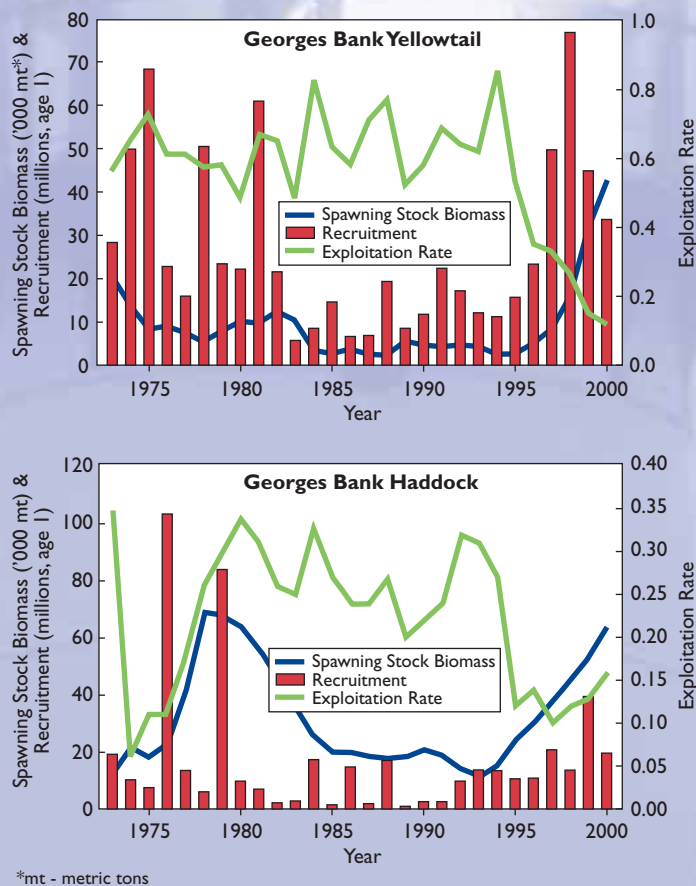 Georges Bank Yellowtail
Spawning Stock Biomass ('000 mt*) &
Recruitment (millions, age 1)
80
70
60
50
40
30
20
10
0
Exploitation Rate
1.0
0.8
0.6
0.4
0.2
0.0
Spawning Stock Biomass
Recruitment
Exploitation Rate
1975
1980
1985
1990
1995
2000
Year
Georges Bank Haddock
Spawning Stock Biomass ('000 mt) &
Recruitment (millions, age 1)
120
100
80
60
40
20
0
Exploitation Rate
0.40
0.35
0.30
0.25
0.20
0.15
0.10
0.05
0.00
Spawning Stock Biomass
Recruitment
Exploitation Rate
1975
1980
1985
1990
1995
2000
Year
*mt - metric tons